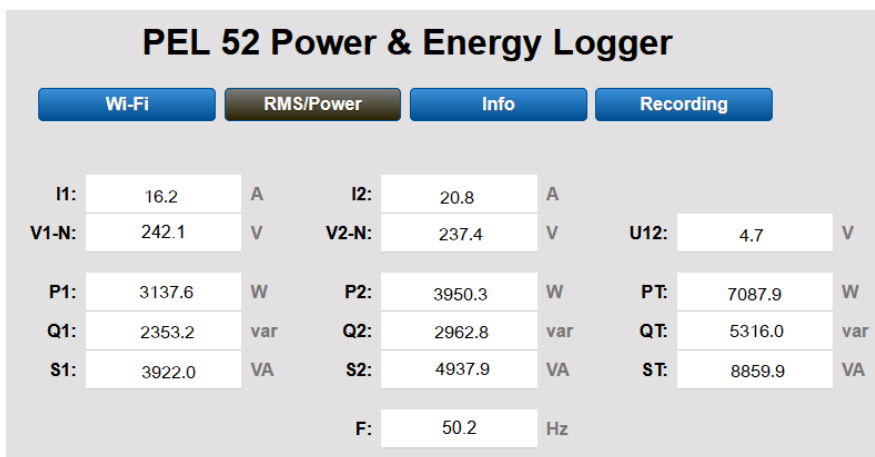 PEL 52 Power & Energy Logger
Wi-Fi RMS/Power Info Recording
I1: 16.2 A I2: 20.8 A
V1-N: 242.1 V V2-N: 237.4 V U12: 4.7 V
P1: 3137.6 W P2: 3950.3 W PT: 7087.9 W
Q1: 2353.2 var Q2: 2962.8 var QT: 5316.0 var
S1: 3922.0 VA S2: 4937.9 VA ST: 8859.9 VA
F: 50.2 Hz